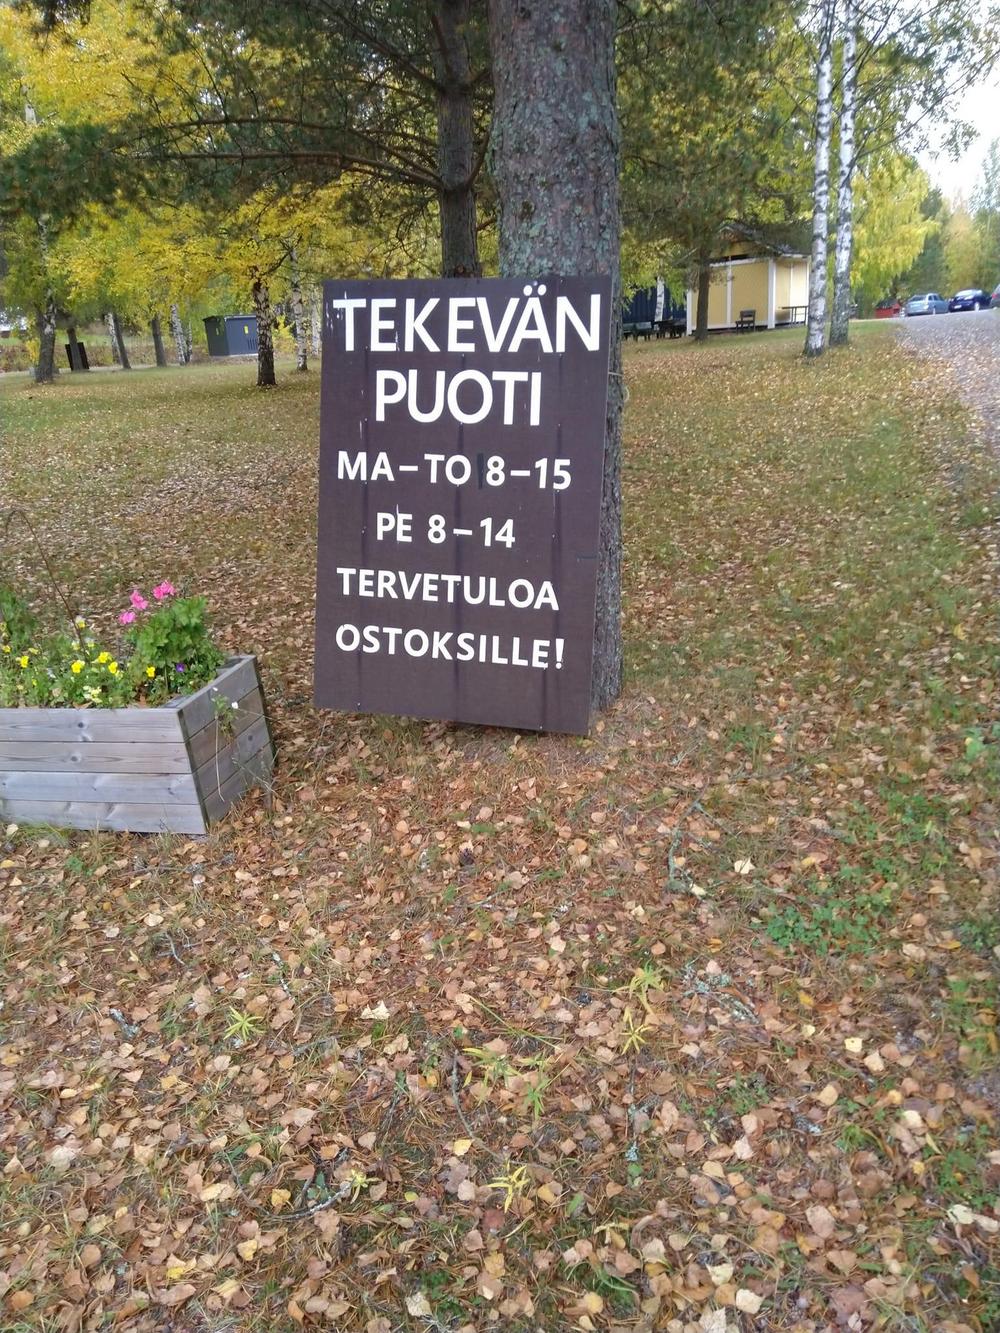 TEKEVÄN
PUOTI
MA–TO 8–15
PE 8–14
TERVETULOA
OSTOKSILLE!